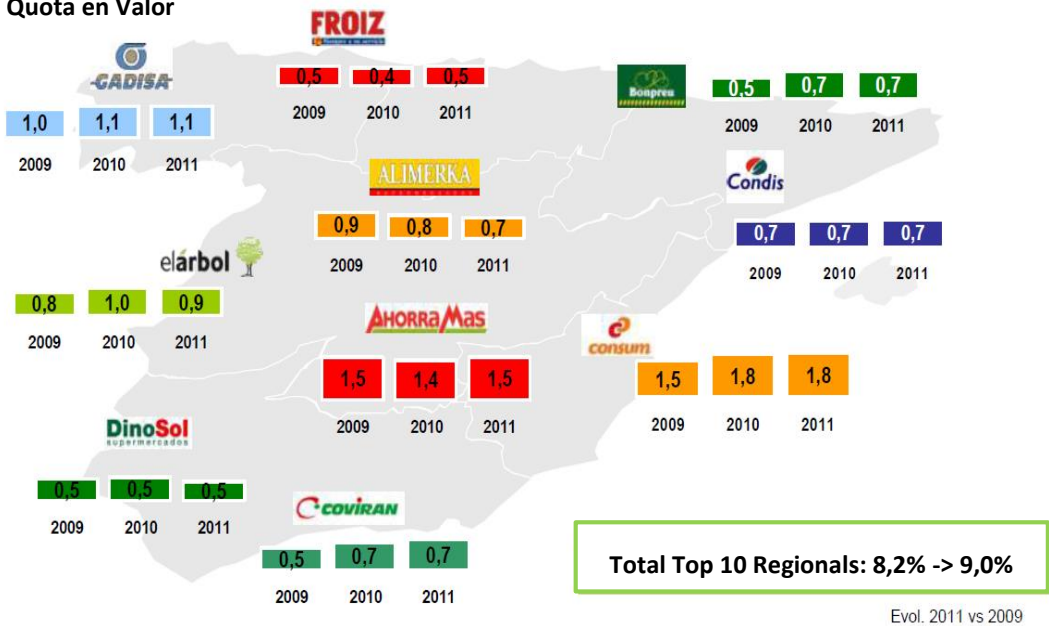 Quota en Valor
FROIZ
GADISA
0,5 0,4 0,5
2009 2010 2011
Bonpreu
0,5 0,7 0,7
2009 2010 2011
1,0 1,1 1,1
2009 2010 2011
ALIMERKA
0,9 0,8 0,7
2009 2010 2011
Condis
0,7 0,7 0,7
2009 2010 2011
elárbol
0,8 1,0 0,9
2009 2010 2011
AHORRAMAS
1,5 1,4 1,5
2009 2010 2011
consum
1,5 1,8 1,8
2009 2010 2011
DinoSol
supermercados
0,5 0,5 0,5
2009 2010 2011
COVIRAN
0,5 0,7 0,7
2009 2010 2011
Total Top 10 Regionals: 8,2% -> 9,0%
Evol. 2011 vs 2009